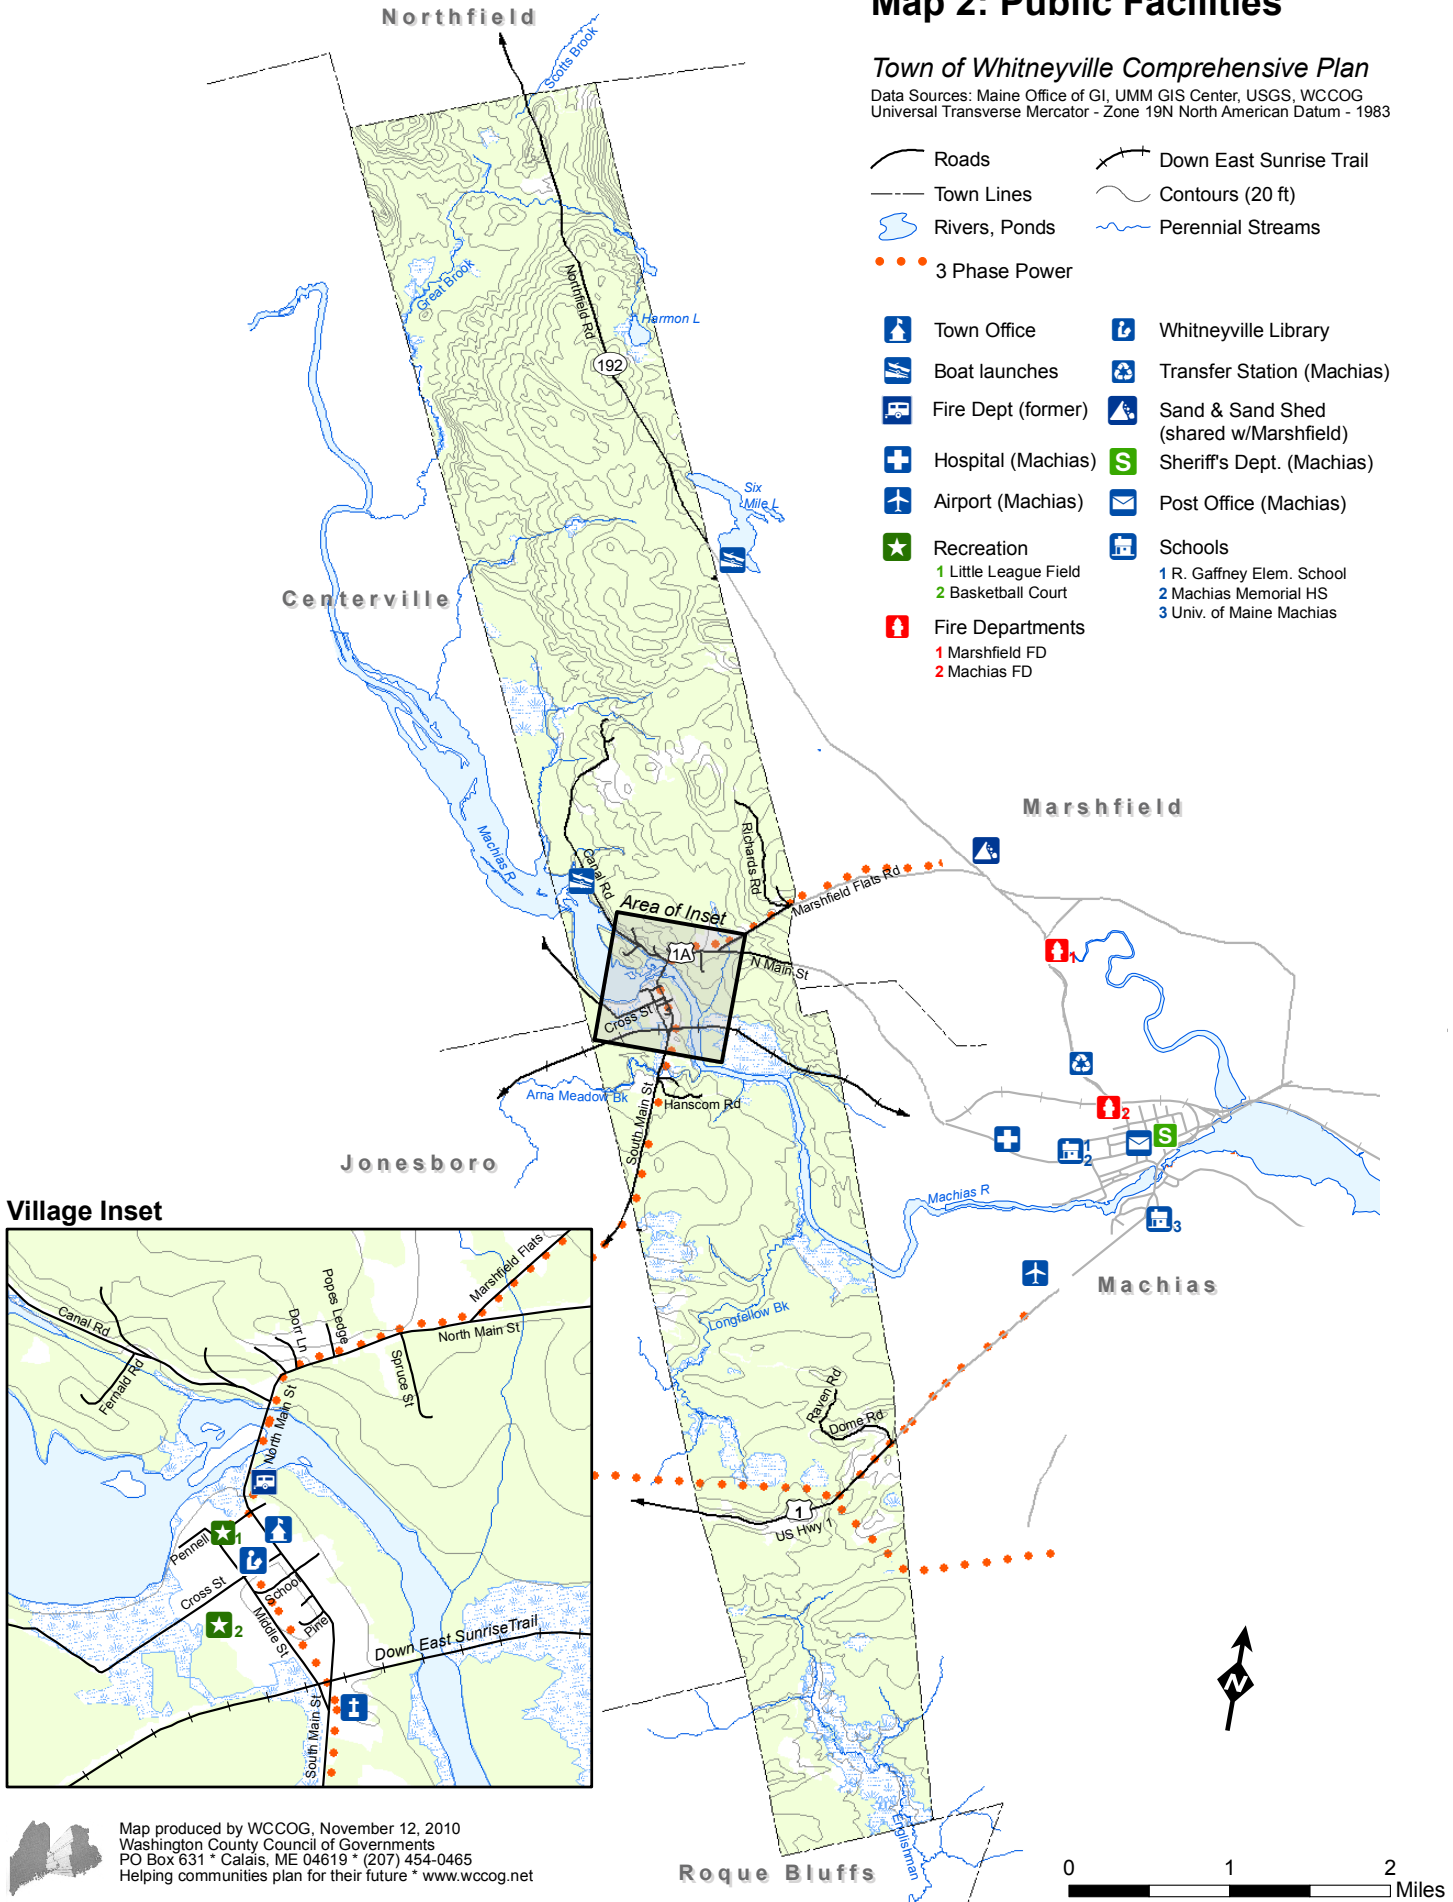 Map 2: Public Facilities
Town of Whitneyville Comprehensive Plan
Data Sources: Maine Office of GI, UMM GIS Center, USGS, WCCOG
Universal Transverse Mercator - Zone 19N North American Datum - 1983
Roads
Down East Sunrise Trail
Town Lines
Contours (20 ft)
Rivers, Ponds
Perennial Streams
3 Phase Power
Town Office
Whitneyville Library
Boat launches
Transfer Station (Machias)
Fire Dept (former)
Sand & Sand Shed
(shared w/Marshfield)
Hospital (Machias)
S
Sheriff's Dept. (Machias)
Airport (Machias)
Post Office (Machias)
Recreation
1 Little League Field
2 Basketball Court
Schools
1 R. Gaffney Elem. School
2 Machias Memorial HS
3 Univ. of Maine Machias
Fire Departments
1 Marshfield FD
2 Machias FD
Northfield
Scotts Brook
Great Brook
Northfield Rd
Harmon L
192
Six
Mile L
Centerville
Marshfield
Machias R
Canal Rd
Richards Rd
Marshfield Flats Rd
Area of Inset
1A
N Main St
Cross St
1
Arna Meadow Bk
Hanscom Rd
South Main St
2
S
1
2
Jonesboro
Machias R
3
Machias
Longfellow Bk
Raven Rd
Dome Rd
1
US Hwy 1
Englishman
Roque Bluffs
Village Inset
Canal Rd
Fernald Rd
Dorr Ln
Popes Ledge
Marshfield Flats
North Main St
Spruce St
North Main St
Pennell
1
Cross St
School
2
Middle St
Pine
Down East SunriseTrail
South Main St
N
0 1 2
Miles
Map produced by WCCOG, November 12, 2010
Washington County Council of Governments
PO Box 631 * Calais, ME 04619 * (207) 454-0465
Helping communities plan for their future * www.wccog.net